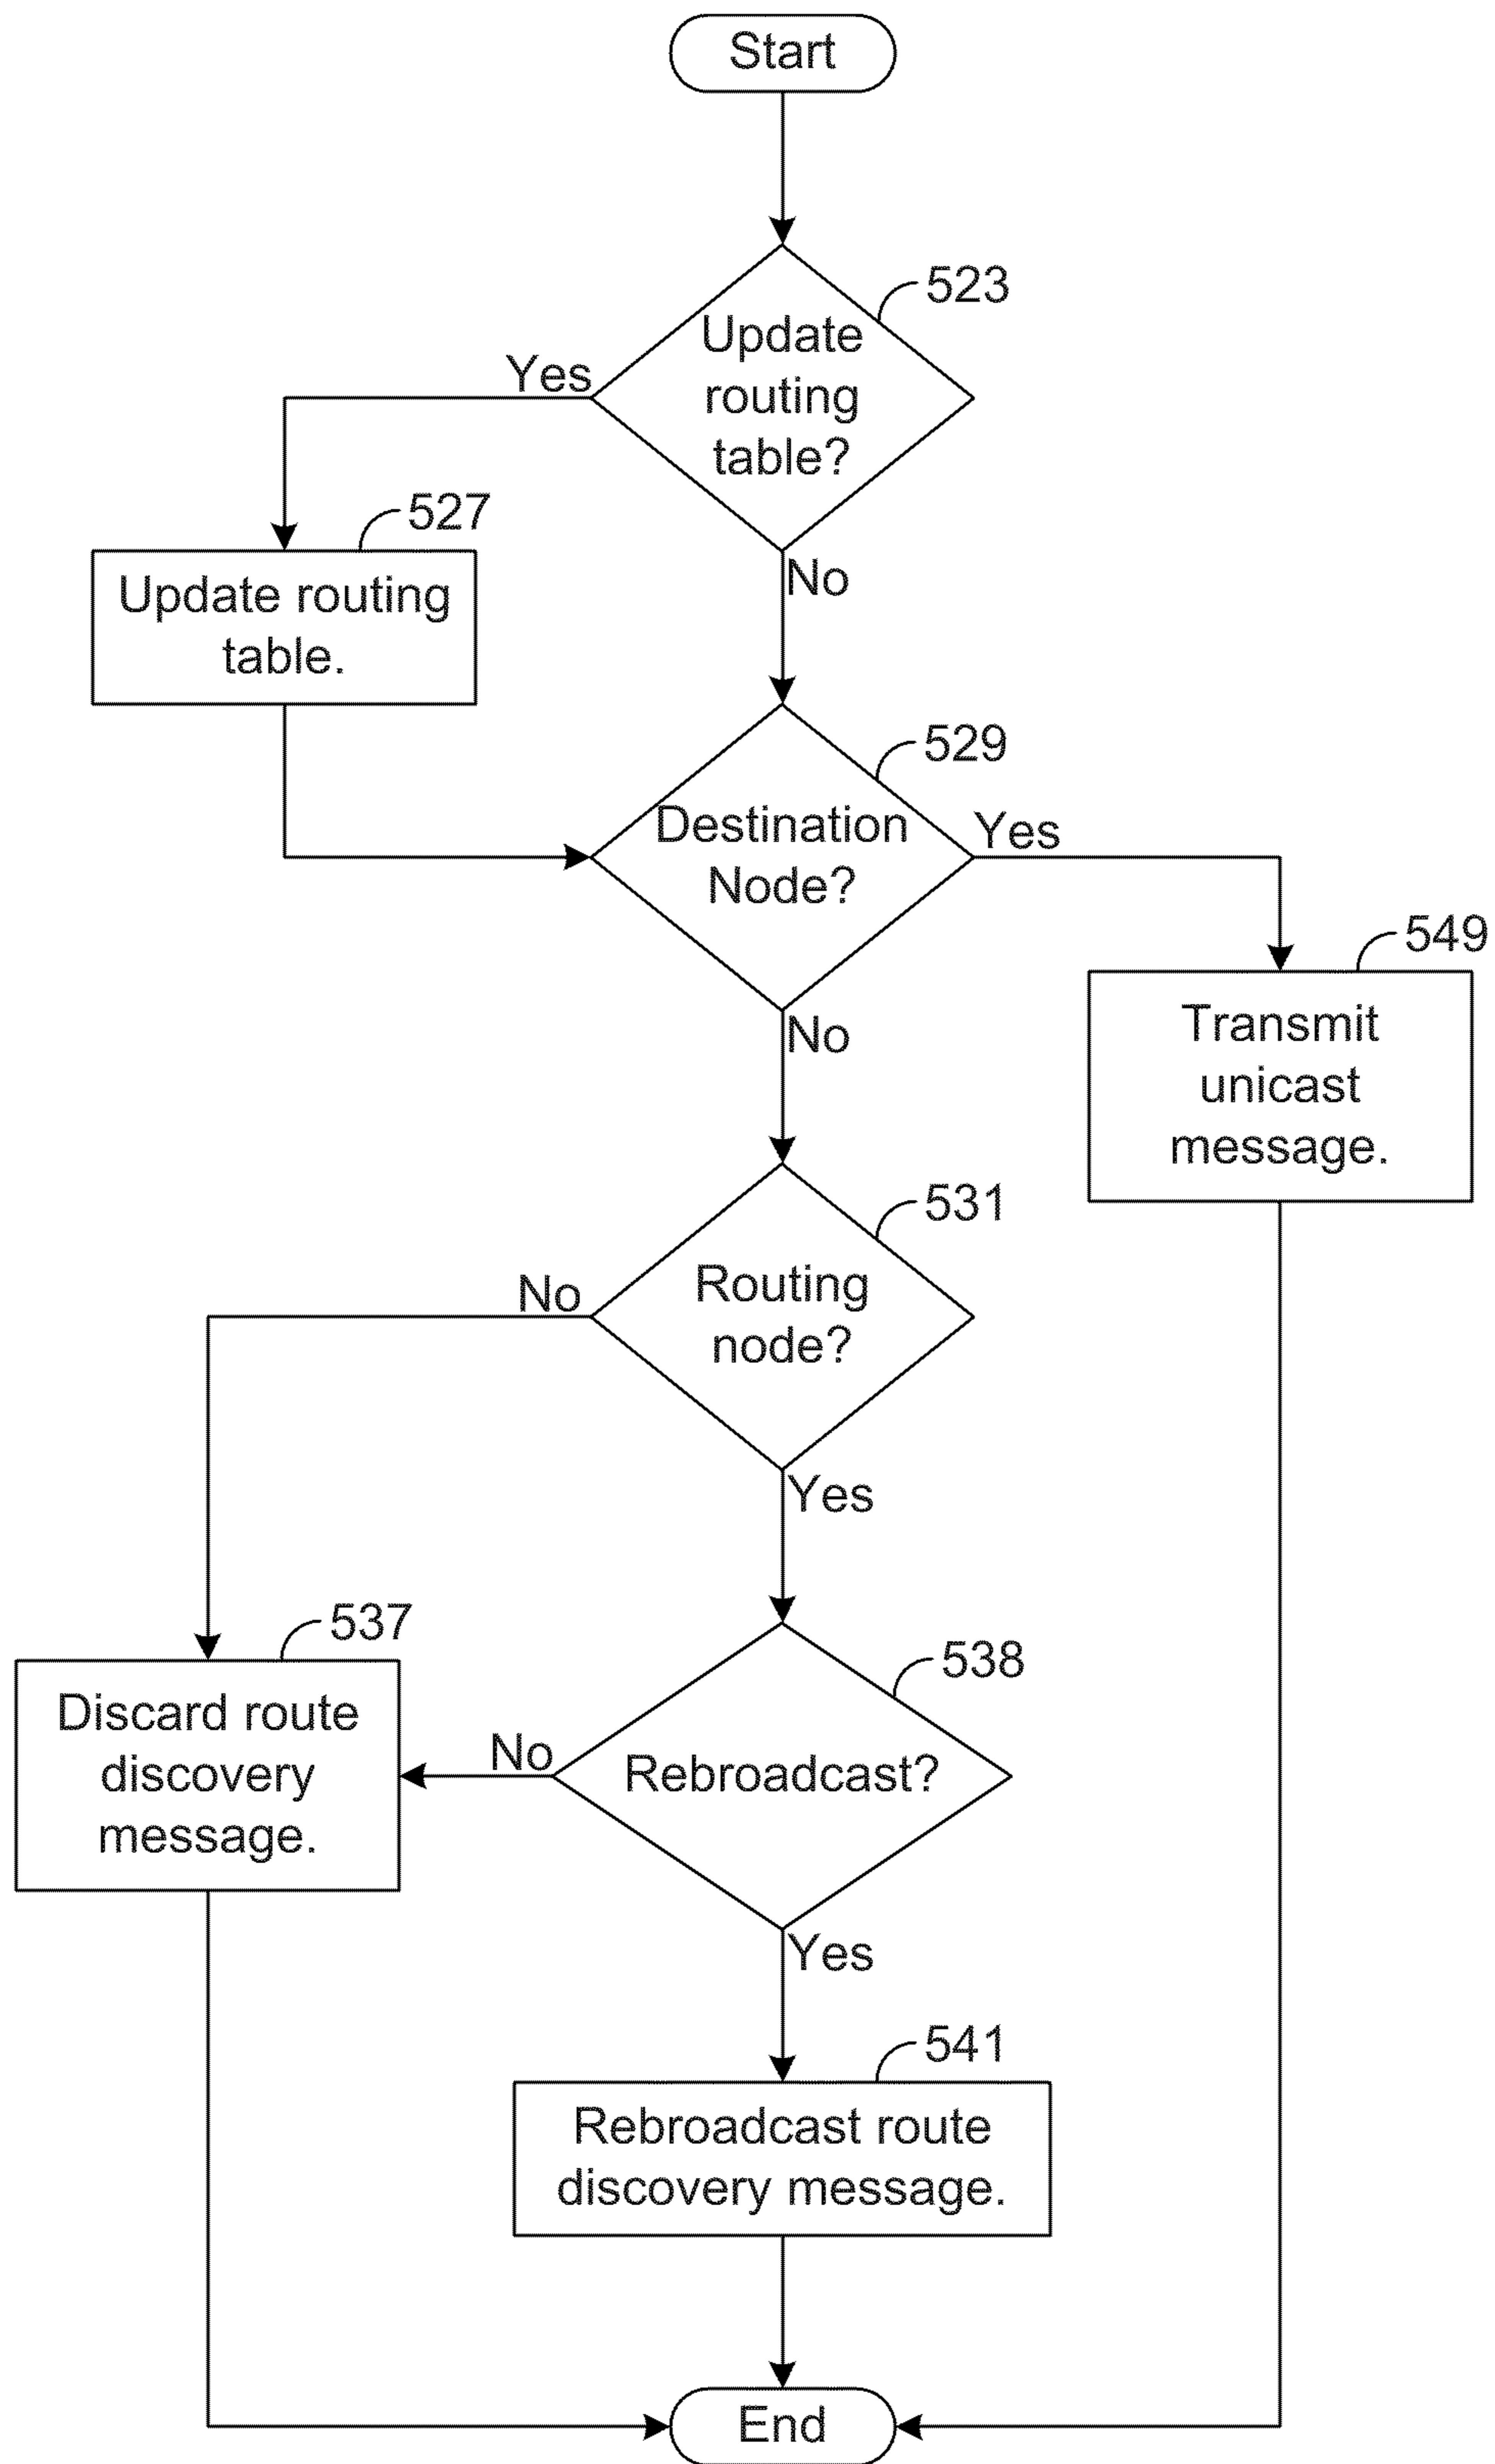 Start
523
Update
routing
table?
Yes
527
No
Update routing
table.
529
Destination
Node?
Yes
549
No
Transmit
unicast
message.
531
Routing
node?
No
Yes
537
538
Discard route
discovery
message.
No
Rebroadcast?
Yes
541
Rebroadcast route
discovery message.
End